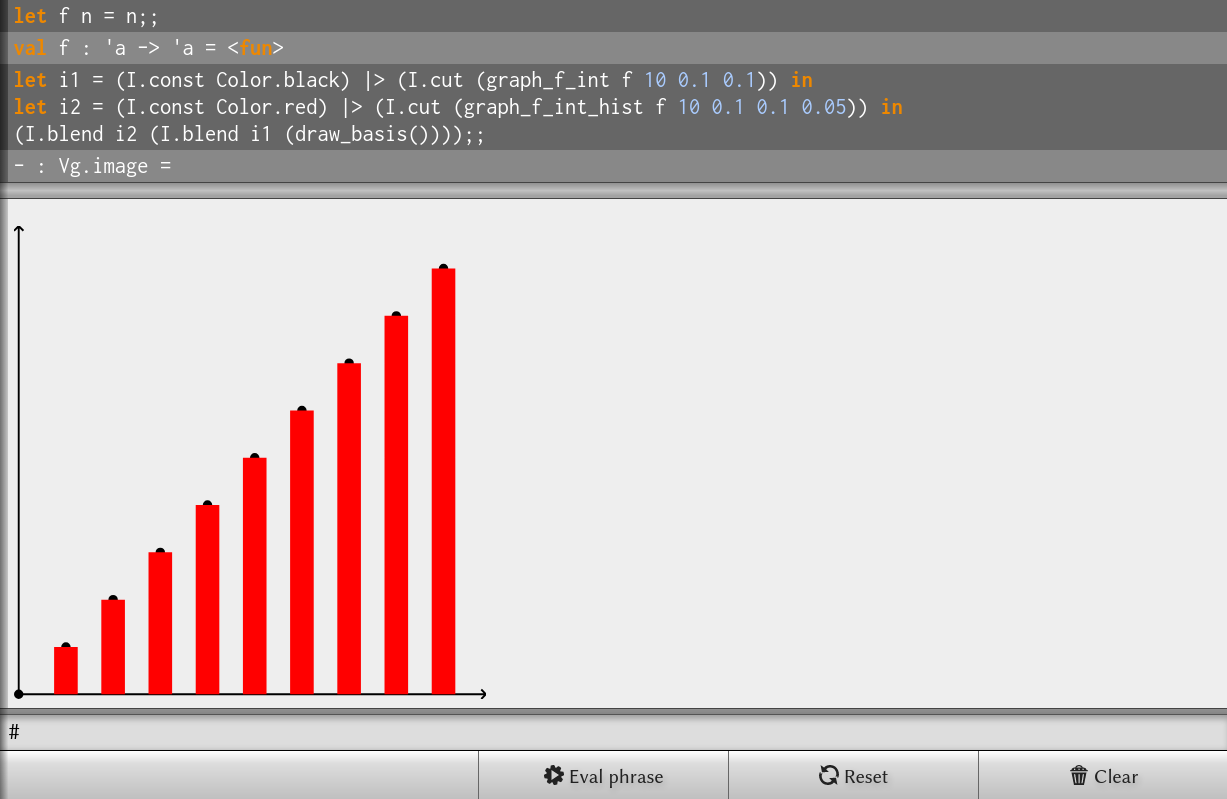 let f n = n;;
val f : 'a -> 'a = <fun>
let i1 = (I.const Color.black) |> (I.cut (graph_f_int f 10 0.1 0.1)) in
let i2 = (I.const Color.red) |> (I.cut (graph_f_int_hist f 10 0.1 0.1 0.05)) in
(I.blend i2 (I.blend i1 (draw_basis())));;
- : Vg.image =
#
Eval phrase
Reset
Clear